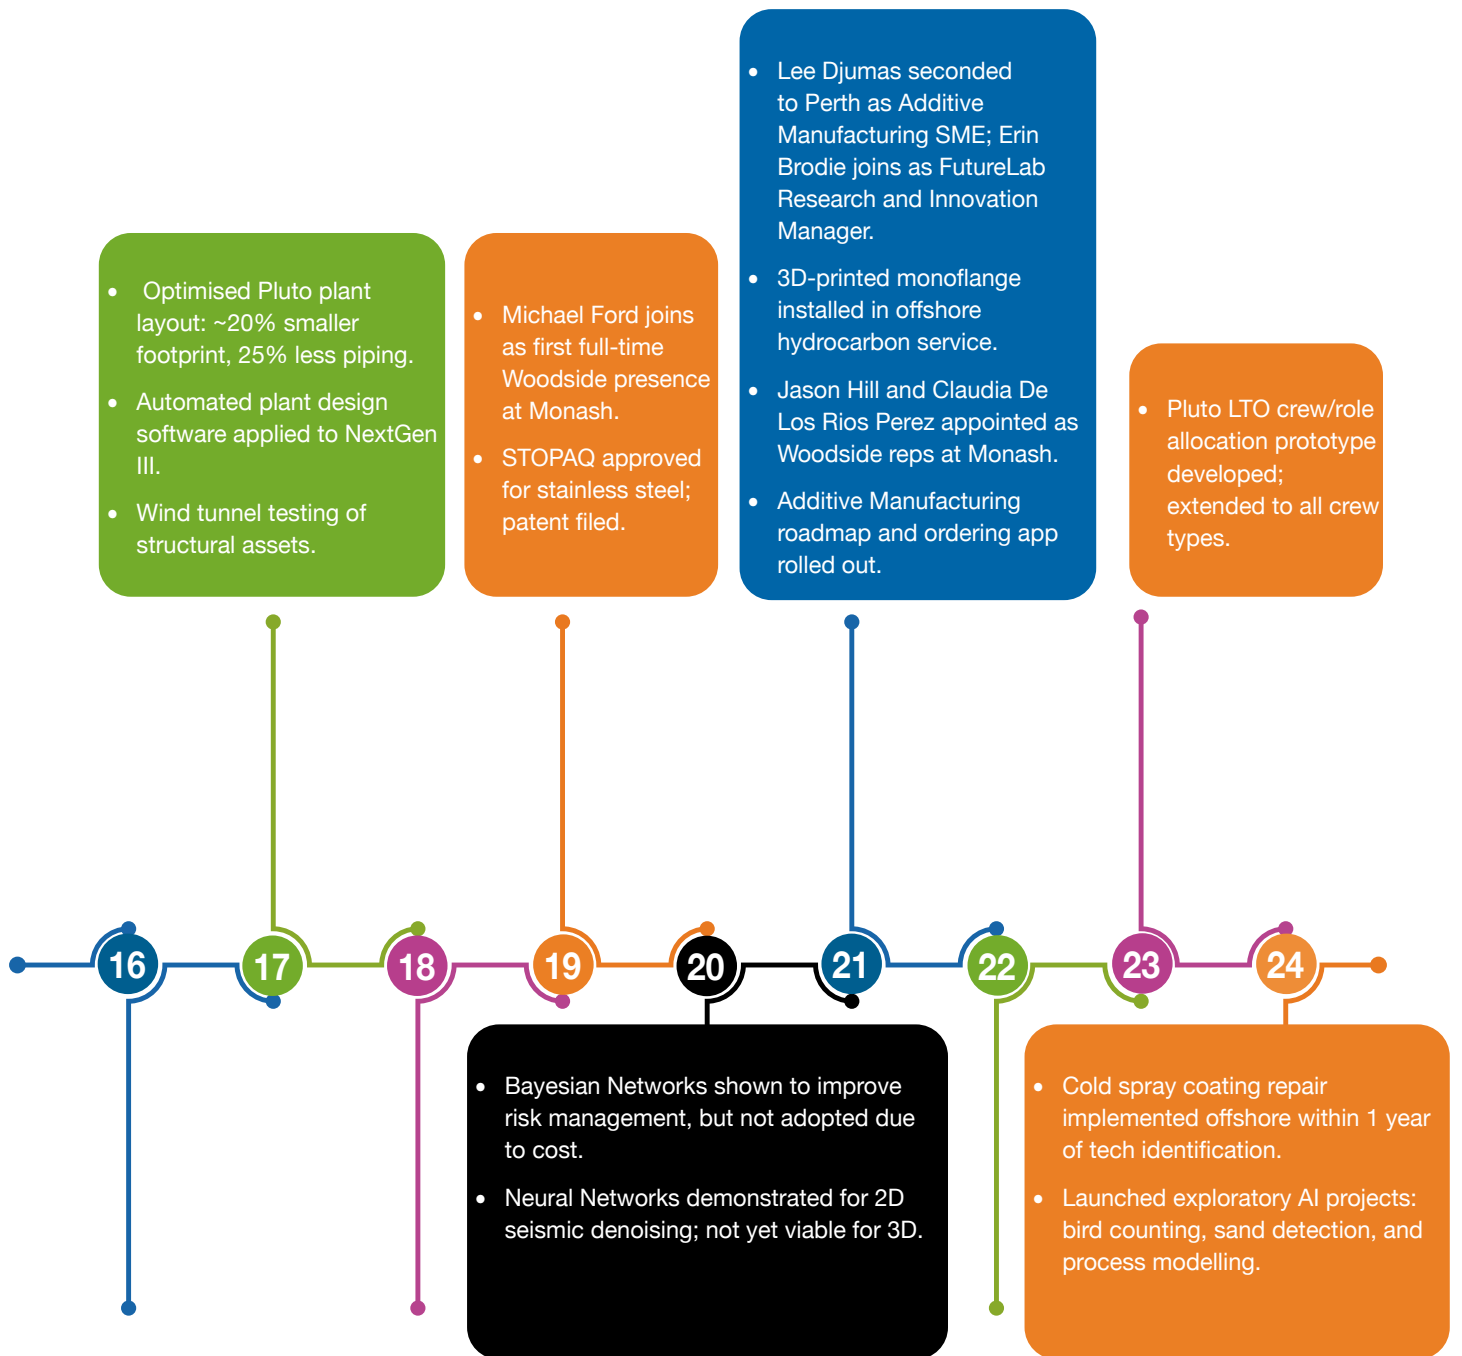 • Lee Djumas seconded
to Perth as Additive
Manufacturing SME; Erin
Brodie joins as FutureLab
Research and Innovation
Manager.
• 3D-printed monoflange
installed in offshore
hydrocarbon service.
• Jason Hill and Claudia De
Los Rios Perez appointed as
Woodside reps at Monash.
• Additive Manufacturing
roadmap and ordering app
rolled out.
• Optimised Pluto plant
layout: ~20% smaller
footprint, 25% less piping.
• Automated plant design
software applied to NextGen
III.
• Wind tunnel testing of
structural assets.
• Michael Ford joins
as first full-time
Woodside presence
at Monash.
• STOPAQ approved
for stainless steel;
patent filed.
• Pluto LTO crew/role
allocation prototype
developed;
extended to all crew
types.
16
17
18
19
20
21
22
23
24
• Bayesian Networks shown to improve
risk management, but not adopted due
to cost.
• Neural Networks demonstrated for 2D
seismic denoising; not yet viable for 3D.
• Cold spray coating repair
implemented offshore within 1 year
of tech identification.
• Launched exploratory AI projects:
bird counting, sand detection, and
process modelling.